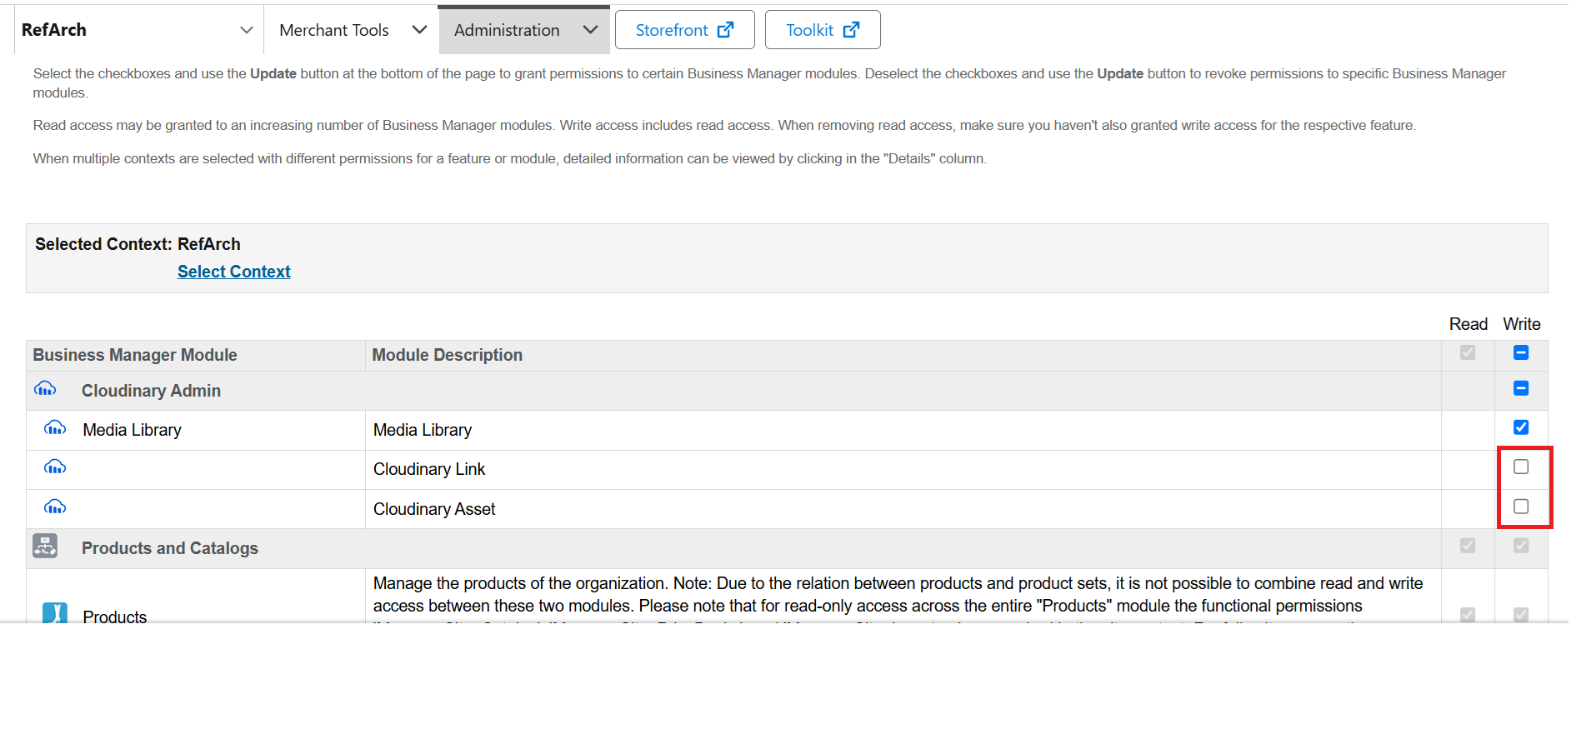 RefArch
Merchant Tools
Administration
Storefront
Toolkit
Select the checkboxes and use the Update button at the bottom of the page to grant permissions to certain Business Manager modules. Deselect the checkboxes and use the Update button to revoke permissions to specific Business Manager
modules.
Read access may be granted to an increasing number of Business Manager modules. Write access includes read access. When removing read access, make sure you haven't also granted write access for the respective feature.
When multiple contexts are selected with different permissions for a feature or module, detailed information can be viewed by clicking in the "Details" column.
Selected Context: RefArch
Select Context
Read Write
Business Manager Module Module Description
Cloudinary Admin
Media Library Media Library
Cloudinary Link
Cloudinary Asset
Products and Catalogs
Manage the products of the organization. Note: Due to the relation between products and product sets, it is not possible to combine read and write
Products access between these two modules. Please note that for read-only access across the entire "Products" module the functional permissions